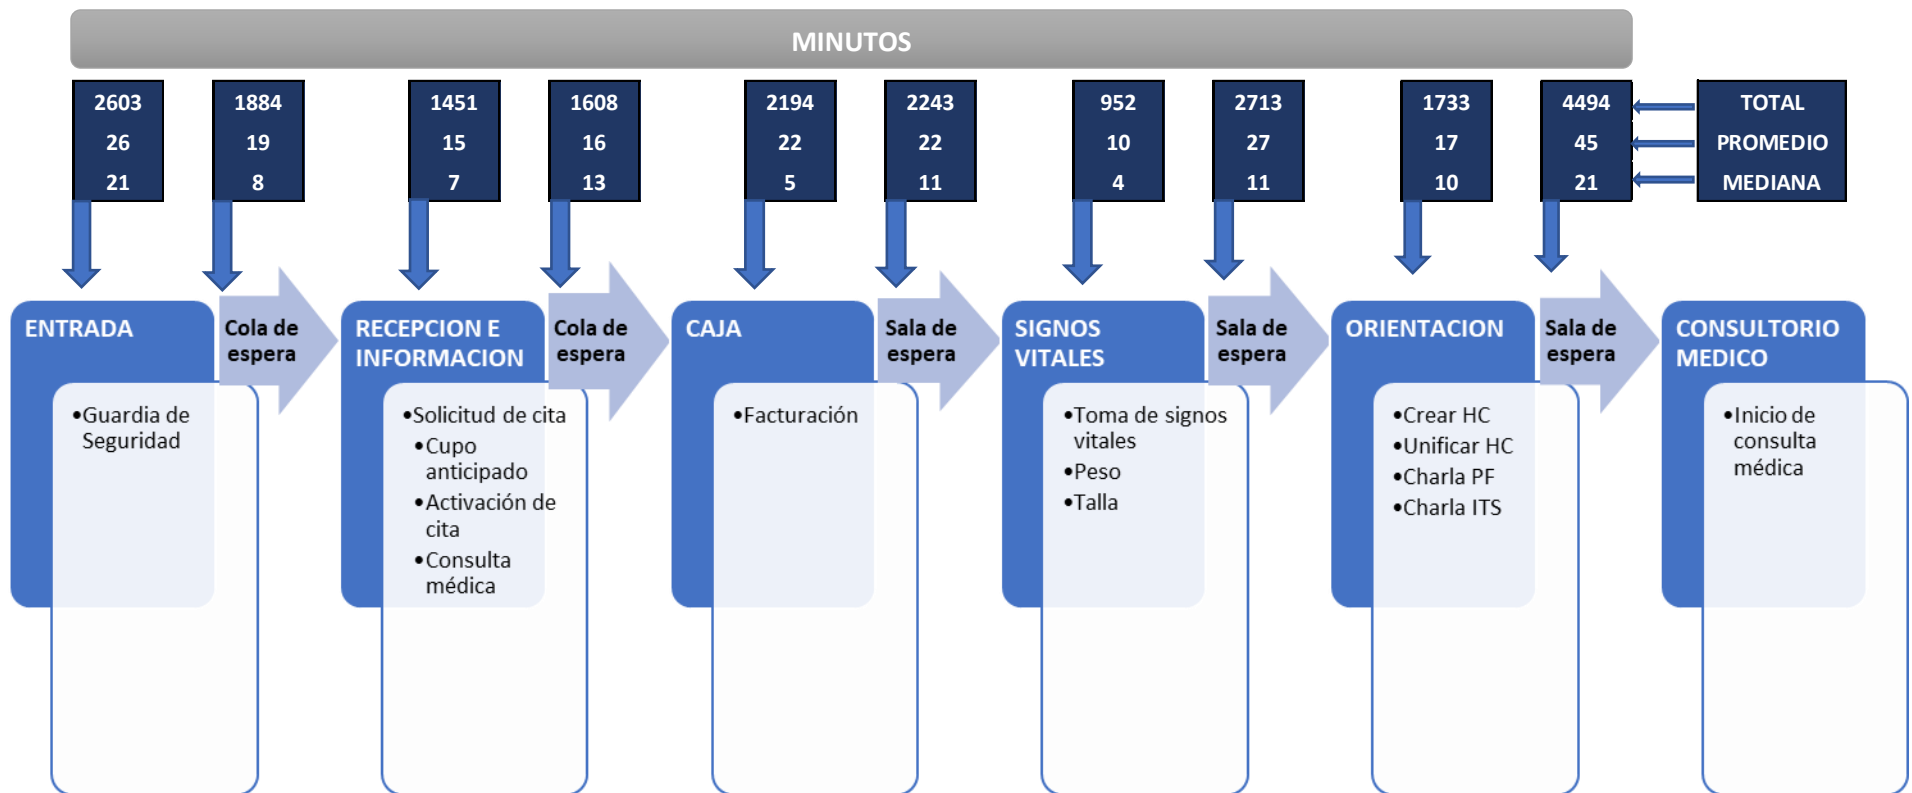 MINUTOS
2603
26
21
1884
19
8
1451
15
7
1608
16
13
2194
22
5
2243
22
11
952
10
4
2713
27
11
1733
17
10
4494
45
21
TOTAL
PROMEDIO
MEDIANA
ENTRADA
•Guardia de
Seguridad
Cola de
espera
RECEPCION E
INFORMACION
•Solicitud de cita
•Cupo
anticipado
•Activación de
cita
•Consulta
médica
Cola de
espera
CAJA
•Facturación
Sala de
espera
SIGNOS
VITALES
•Toma de signos
vitales
•Peso
•Talla
Sala de
espera
ORIENTACION
•Crear HC
•Unificar HC
•Charla PF
•Charla ITS
Sala de
espera
CONSULTORIO
MEDICO
•Inicio de
consulta
médica